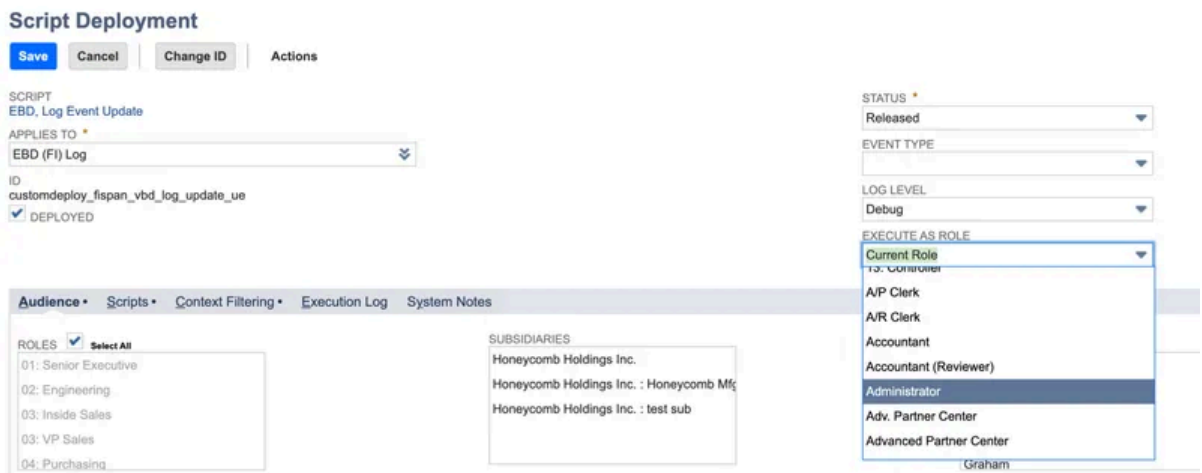 Script Deployment
Save Cancel Change ID Actions
SCRIPT
EBD, Log Event Update
APPLIES TO *
EBD (FI) Log
ID
customdeploy_fispan_vbd_log_update_ue
DEPLOYED
STATUS *
Released
EVENT TYPE
LOG LEVEL
Debug
EXECUTE AS ROLE
Current Role
13. Controller
A/P Clerk
A/R Clerk
Accountant
Accountant (Reviewer)
Administrator
Adv. Partner Center
Advanced Partner Center
Audience • Scripts • Context Filtering • Execution Log System Notes
ROLES Select All
01: Senior Executive
02: Engineering
03: Inside Sales
03: VP Sales
04: Purchasing
SUBSIDIARIES
Honeycomb Holdings Inc.
Honeycomb Holdings Inc. : Honeycomb Mfg
Honeycomb Holdings Inc. : test sub
Graham